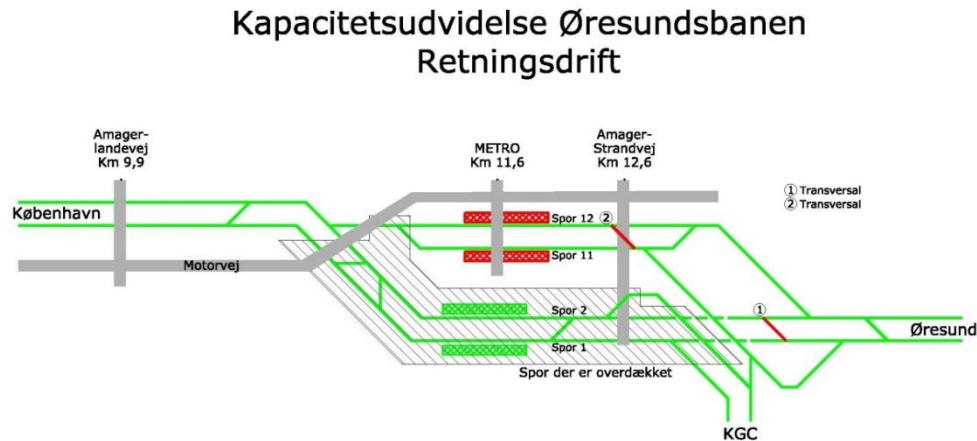 Kapacitetsudvidelse Øresundsbanen
Retningsdrift
Amager-
landevej
Km 9,9
METRO
Km 11,6
Amager-
Strandvej
Km 12,6
① Transversal
② Transversal
København
Spor 12
②
Spor 11
Motorvej
Spor 2
①
Øresund
Spor 1
Spor der er overdækket
KGC